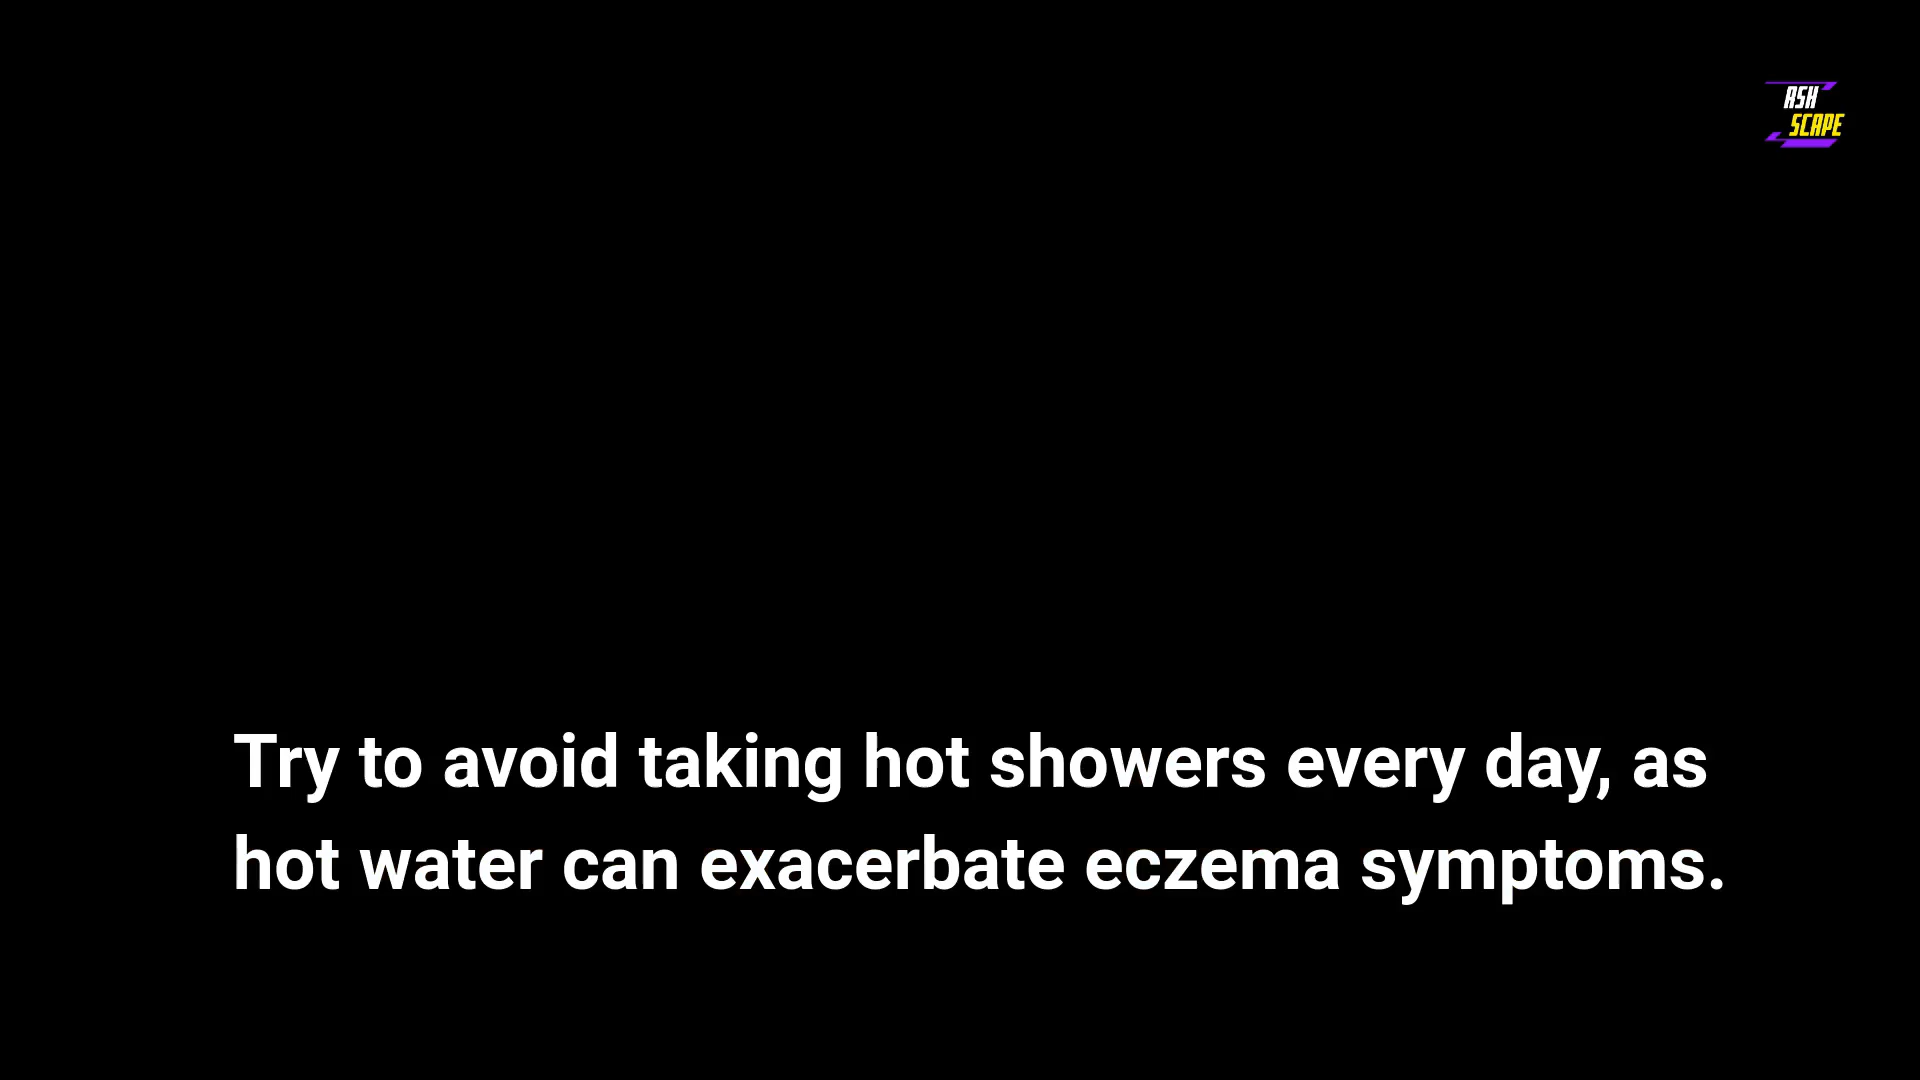 ASH
SCAPE
Try to avoid taking hot showers every day, as
hot water can exacerbate eczema symptoms.